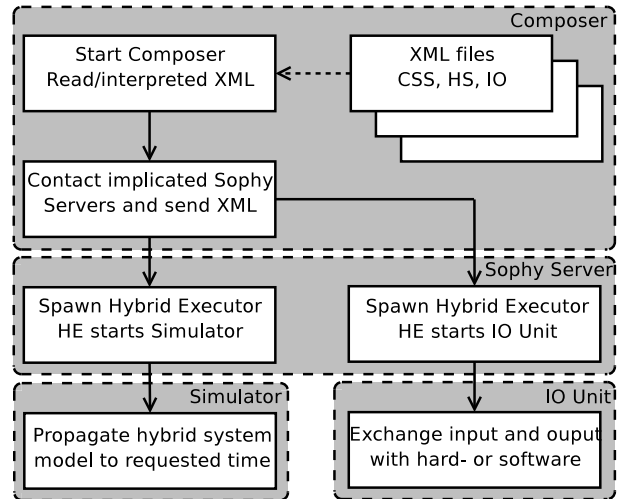 Composer
Start Composer
Read/interpreted XML
XML files
CSS, HS, IO
Contact implicated Sophy
Servers and send XML
Sophy Server
Spawn Hybrid Executor
HE starts Simulator
Spawn Hybrid Executor
HE starts IO Unit
Simulator
Propagate hybrid system
model to requested time
IO Unit
Exchange input and ouput
with hard- or software